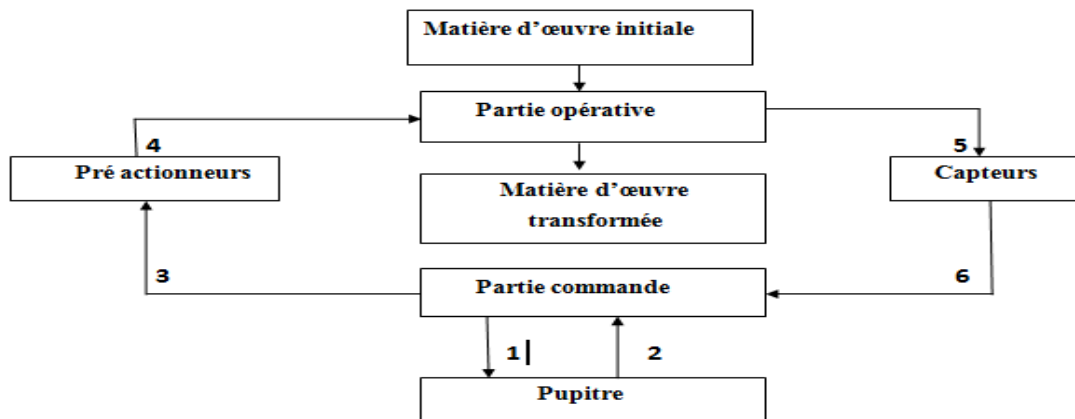 Matière d'œuvre initiale
Partie opérative
4
5
Pré actionneurs
Capteurs
Matière d'œuvre
transformée
3
6
Partie commande
1
2
Pupitre